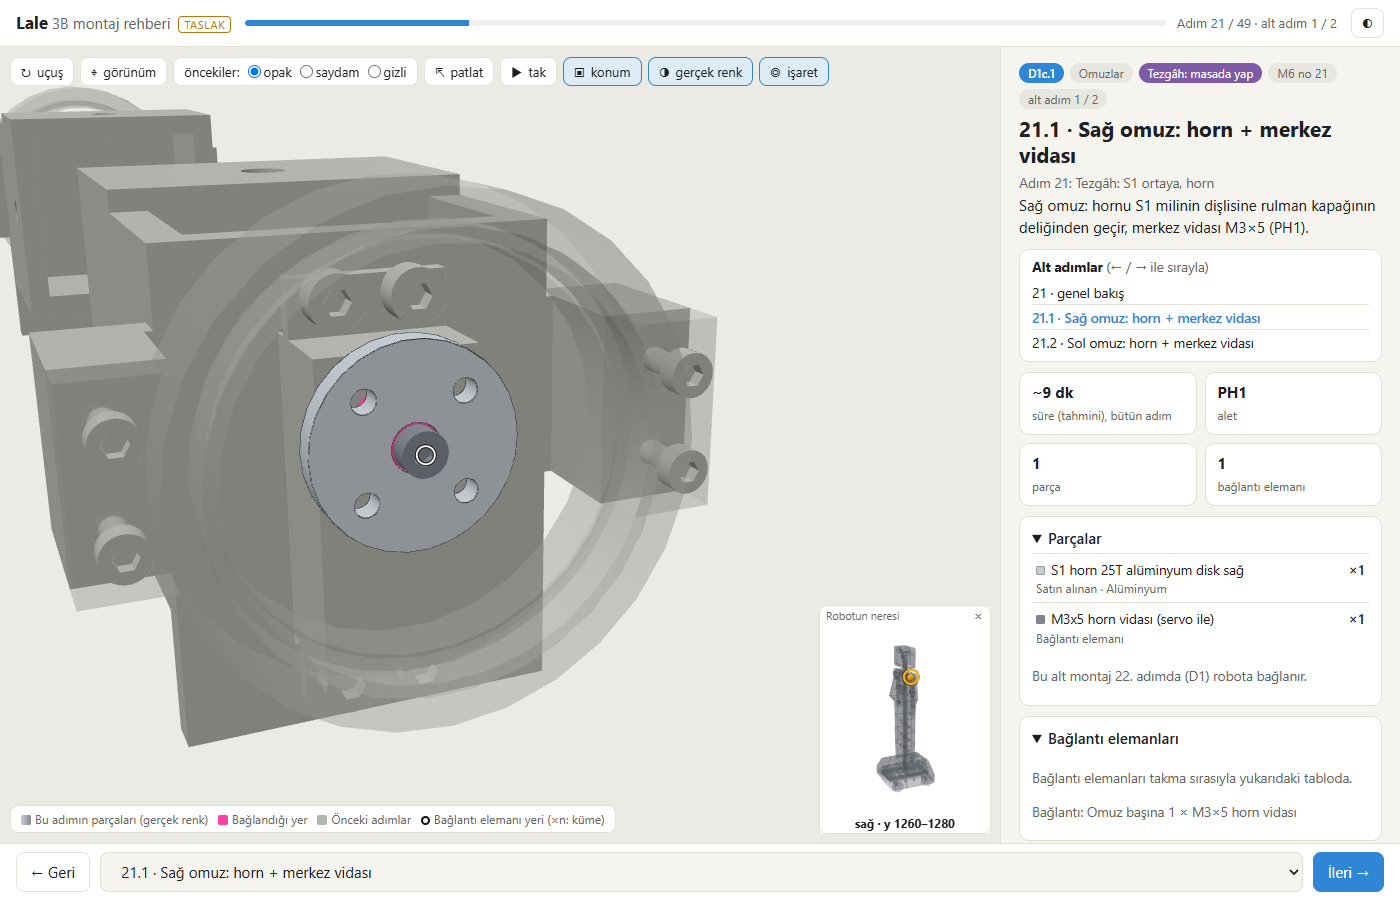 Lale 3B montaj rehberi TASLAK
Adım 21 / 49 · alt adım 1 / 2
↻ uçuş
⌖ görünüm
öncekiler: opak saydam gizli
⇱ patlat
▶ tak
▣ konum
◑ gerçek renk
◎ işaret
Robotun neresi ×
sağ · y 1260–1280
Bu adımın parçaları (gerçek renk) Bağlandığı yer Önceki adımlar Bağlantı elemanı yeri (×n: küme)
D1c.1 Omuzlar Tezgâh: masada yap M6 no 21
alt adım 1 / 2
21.1 · Sağ omuz: horn + merkez
vidası
Adım 21: Tezgâh: S1 ortaya, horn
Sağ omuz: hornu S1 milinin dişlisine rulman kapağının
deliğinden geçir, merkez vidası M3×5 (PH1).
Alt adımlar (← / → ile sırayla)
21 · genel bakış
21.1 · Sağ omuz: horn + merkez vidası
21.2 · Sol omuz: horn + merkez vidası
~9 dk
süre (tahmini), bütün adım
PH1
alet
1
parça
1
bağlantı elemanı
▼ Parçalar
S1 horn 25T alüminyum disk sağ ×1
Satın alınan · Alüminyum
M3x5 horn vidası (servo ile) ×1
Bağlantı elemanı
Bu alt montaj 22. adımda (D1) robota bağlanır.
▼ Bağlantı elemanları
Bağlantı elemanları takma sırasıyla yukarıdaki tabloda.
Bağlantı: Omuz başına 1 × M3×5 horn vidası
← Geri
21.1 · Sağ omuz: horn + merkez vidası
İleri →